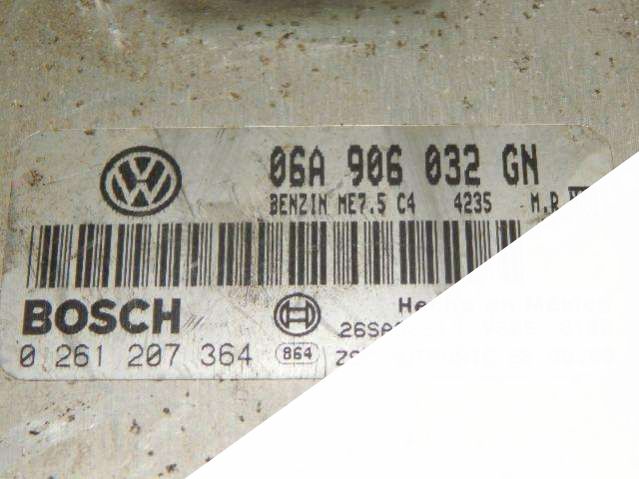 06A 906 032 GN
BENZIN ME7.5 C4 4235 M.R
BOSCH
0 261 207 364 864